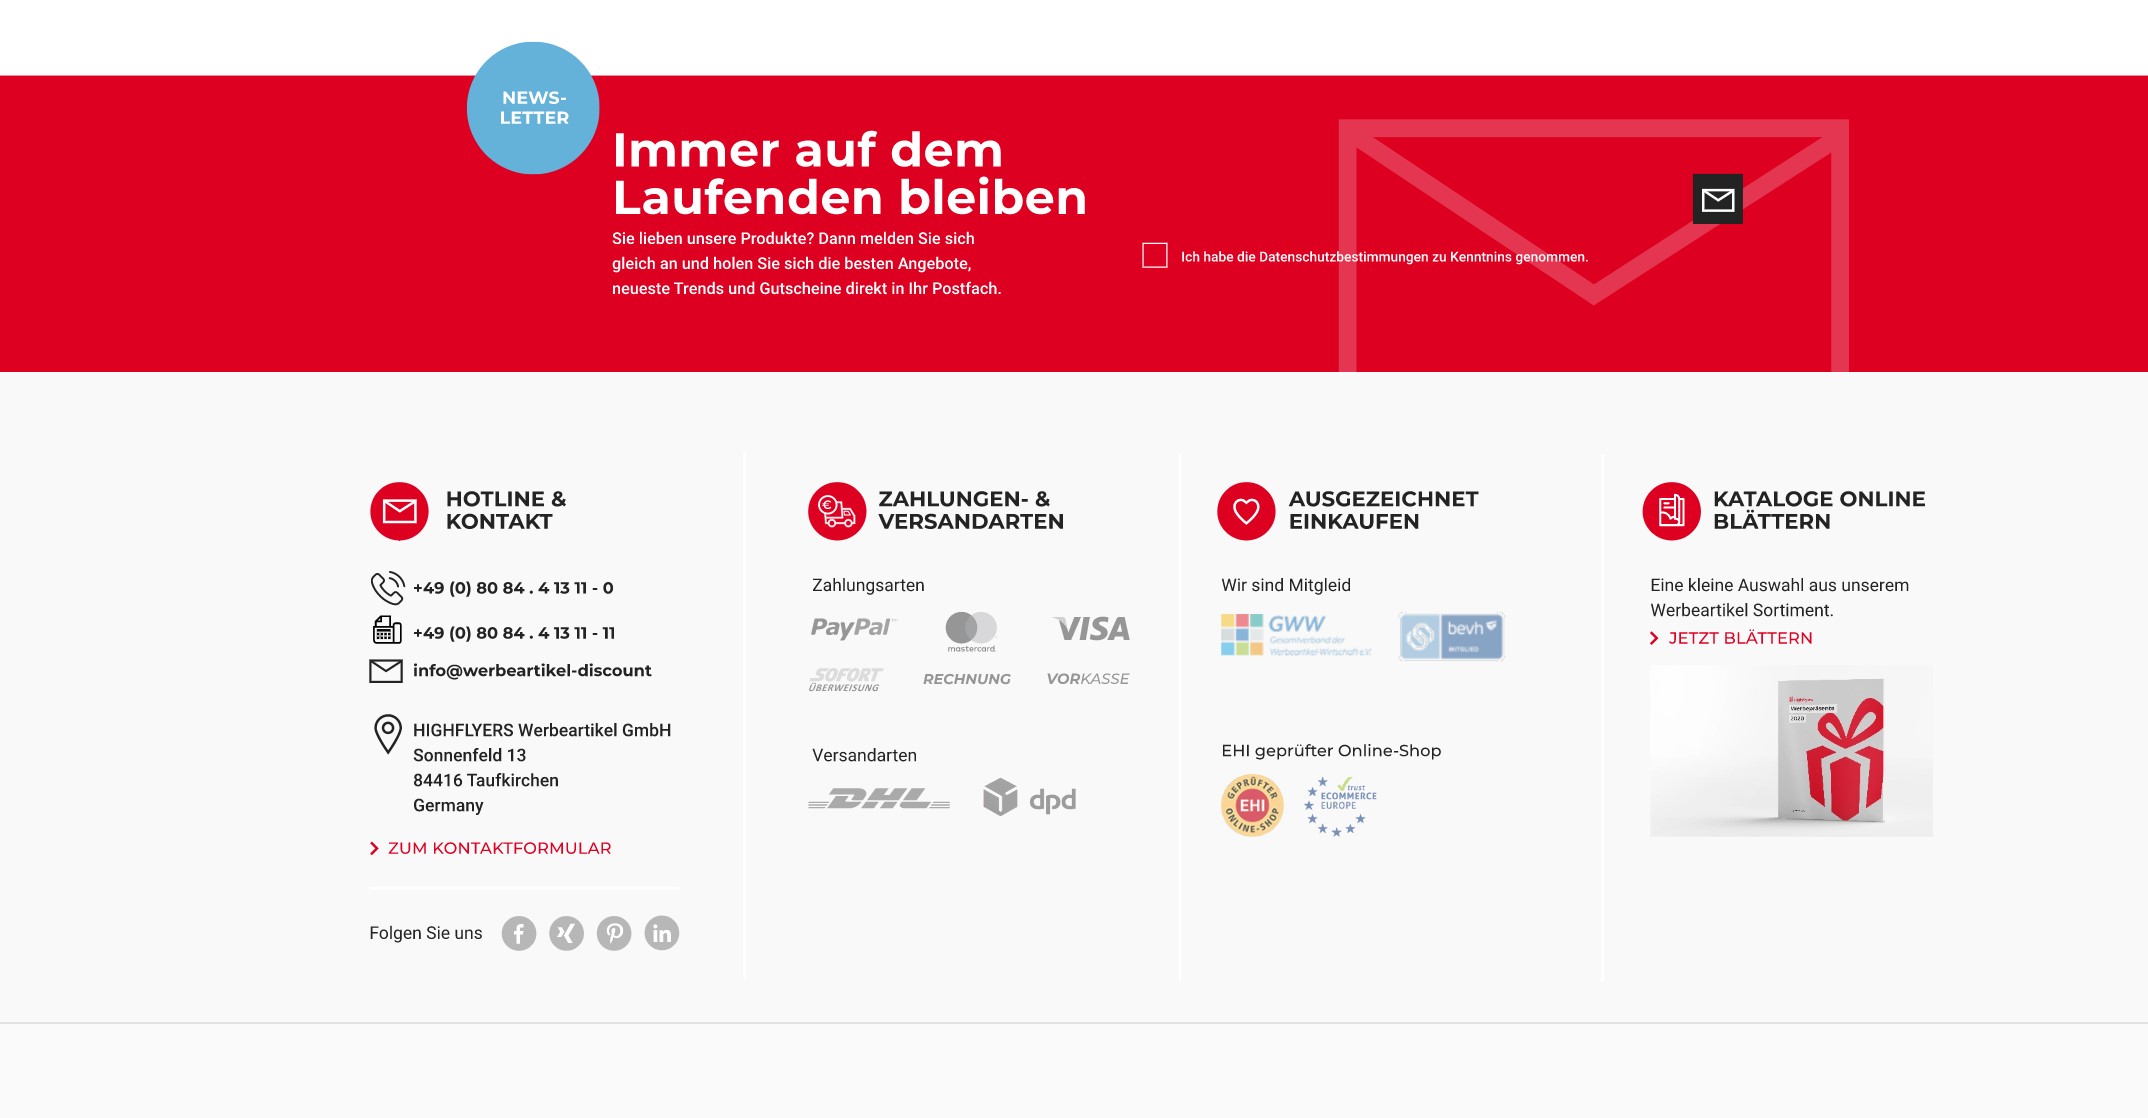 NEWS-
LETTER
Immer auf dem
Laufenden bleiben
Sie lieben unsere Produkte? Dann melden Sie sich
gleich an und holen Sie sich die besten Angebote,
neueste Trends und Gutscheine direkt in Ihr Postfach.
Ich habe die Datenschutzbestimmungen zu Kenntnins genommen.
HOTLINE &
KONTAKT
+49 (0) 80 84 . 4 13 11 - 0
+49 (0) 80 84 . 4 13 11 - 11
info@werbeartikel-discount
HIGHFLYERS Werbeartikel GmbH
Sonnenfeld 13
84416 Taufkirchen
Germany
ZUM KONTAKTFORMULAR
Folgen Sie uns
ZAHLUNGEN- &
VERSANDARTEN
Zahlungsarten
PayPal
mastercard
VISA
SOFORT
ÜBERWEISUNG
RECHNUNG
VORKASSE
Versandarten
DHL
dpd
AUSGEZEICHNET
EINKAUFEN
Wir sind Mitgleid
GWW
Gesamtverband der
Werbeartikel-Wirtschaft e.V.
bevh
MITGLIED
EHI geprüfter Online-Shop
GEPRÜFTER
EHI
ONLINE-SHOP
trust
ECOMMERCE
EUROPE
KATALOGE ONLINE
BLÄTTERN
Eine kleine Auswahl aus unserem
Werbeartikel Sortiment.
JETZT BLÄTTERN
Werbepräsente
2020